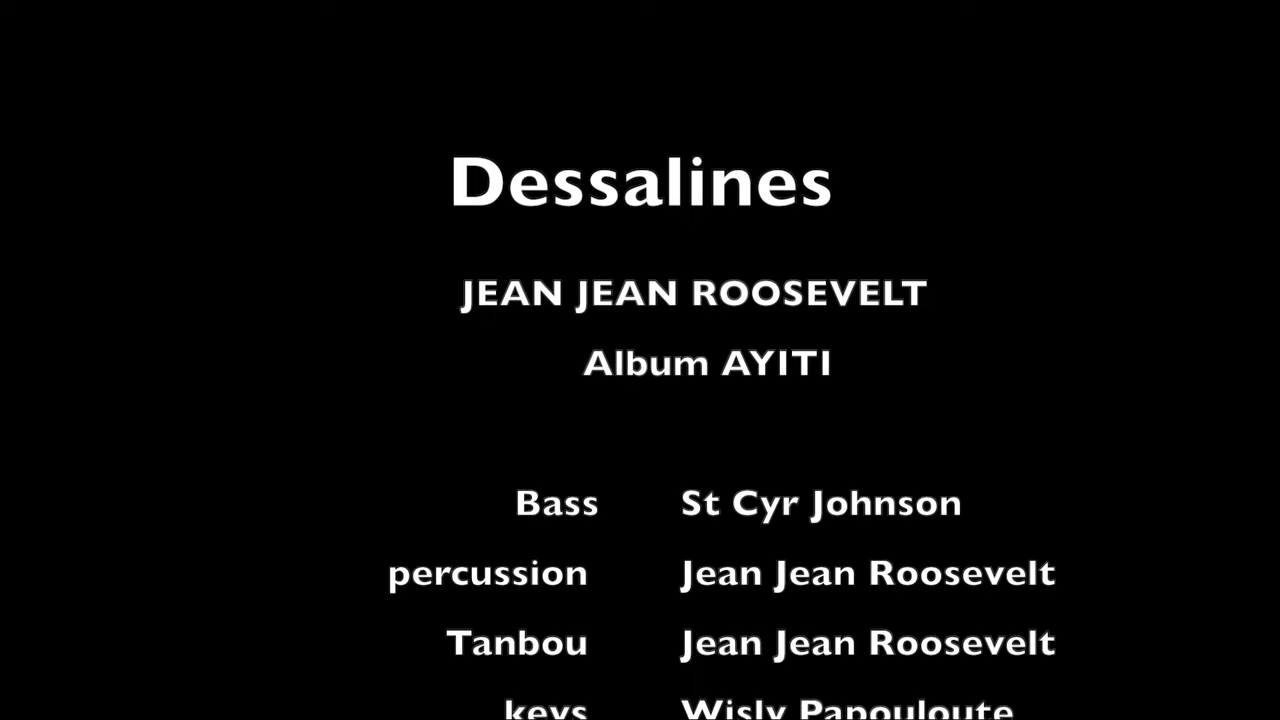 Dessalines
JEAN JEAN ROOSEVELT
Album AYITI
Bass St Cyr Johnson
percussion Jean Jean Roosevelt
Tanbou Jean Jean Roosevelt
keys Wisly Papouloute